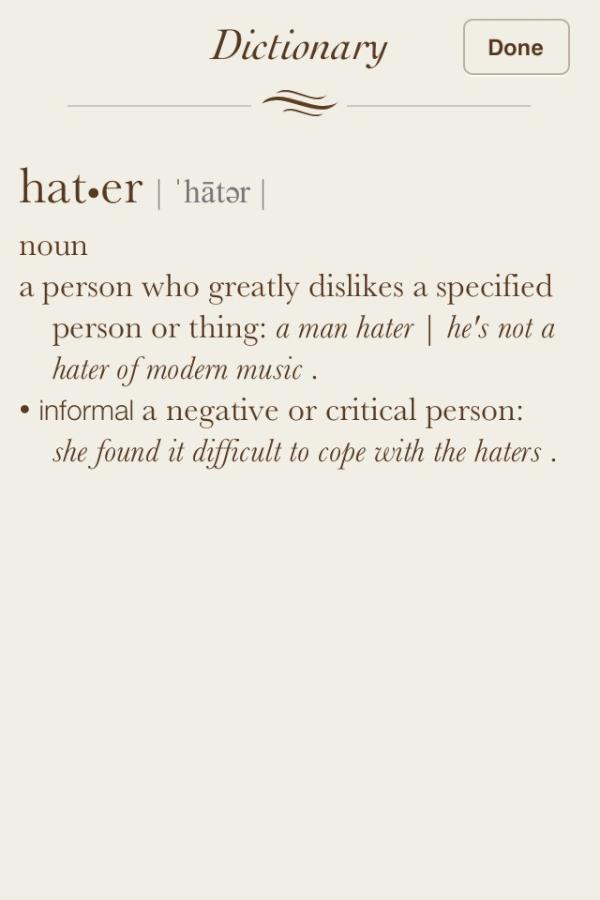 Dictionary
Done
hat•er | ˈhātər |
noun
a person who greatly dislikes a specified
person or thing: a man hater | he's not a
hater of modern music .
• informal a negative or critical person:
she found it difficult to cope with the haters .